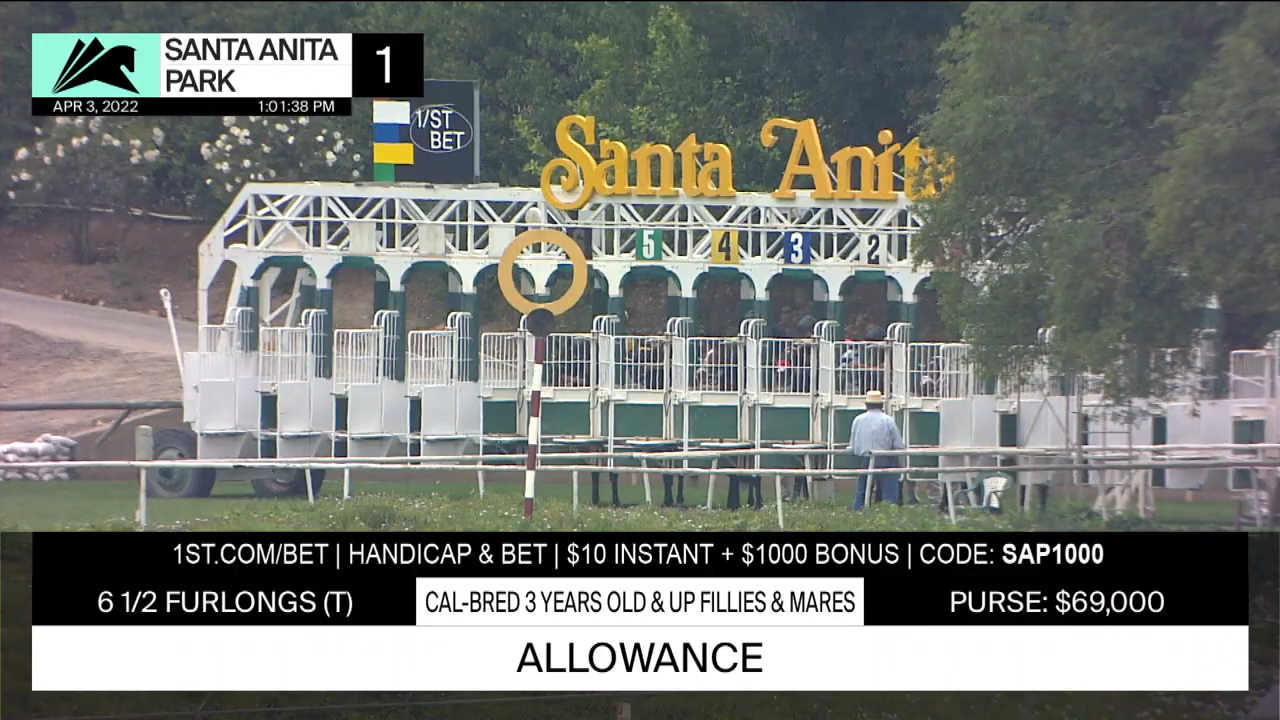 SANTA ANITA
PARK
1
APR 3, 2022
1:01:38 PM
1/ST
BET
Santa Anita
5
4
3
2
1ST.COM/BET | HANDICAP & BET | $10 INSTANT + $1000 BONUS | CODE: SAP1000
6 1/2 FURLONGS (T)
CAL-BRED 3 YEARS OLD & UP FILLIES & MARES
PURSE: $69,000
ALLOWANCE